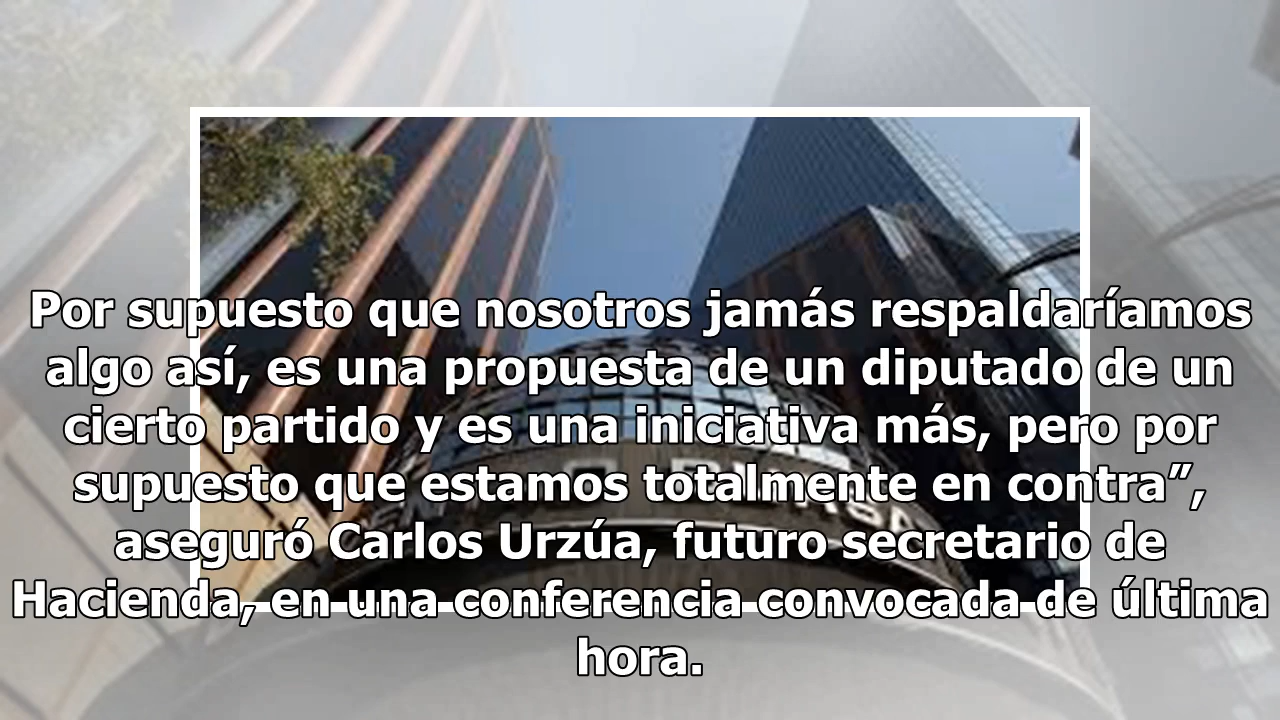 Por supuesto que nosotros jamás respaldaríamos
algo así, es una propuesta de un diputado de un
cierto partido y es una iniciativa más, pero por
supuesto que estamos totalmente en contra”,
aseguró Carlos Urzúa, futuro secretario de
Hacienda, en una conferencia convocada de última
hora.